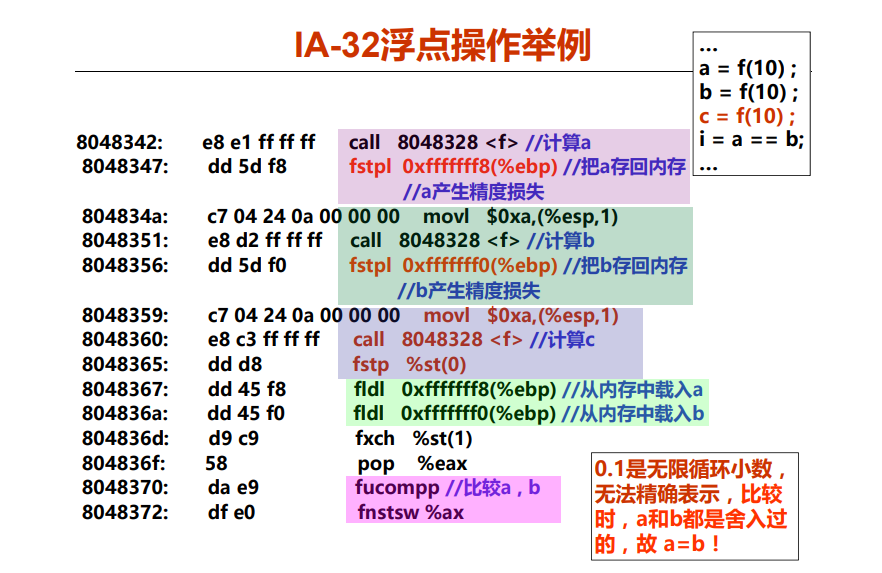 IA-32浮点操作举例
...
a = f(10) ;
b = f(10) ;
c = f(10) ;
i = a == b;
...
8048342: e8 e1 ff ff ff call 8048328 <f> //计算a
8048347: dd 5d f8 fstpl 0xfffffff8(%ebp) //把a存回内存
//a产生精度损失
804834a: c7 04 24 0a 00 00 00 movl $0xa,(%esp,1)
8048351: e8 d2 ff ff ff call 8048328 <f> //计算b
8048356: dd 5d f0 fstpl 0xfffffff0(%ebp) //把b存回内存
//b产生精度损失
8048359: c7 04 24 0a 00 00 00 movl $0xa,(%esp,1)
8048360: e8 c3 ff ff ff call 8048328 <f> //计算c
8048365: dd d8 fstp %st(0)
8048367: dd 45 f8 fldl 0xfffffff8(%ebp) //从内存中载入a
804836a: dd 45 f0 fldl 0xfffffff0(%ebp) //从内存中载入b
804836d: d9 c9 fxch %st(1)
804836f: 58 pop %eax
8048370: da e9 fucompp //比较a，b
8048372: df e0 fnstsw %ax
0.1是无限循环小数，
无法精确表示，比较
时，a和b都是舍入过
的，故 a=b！